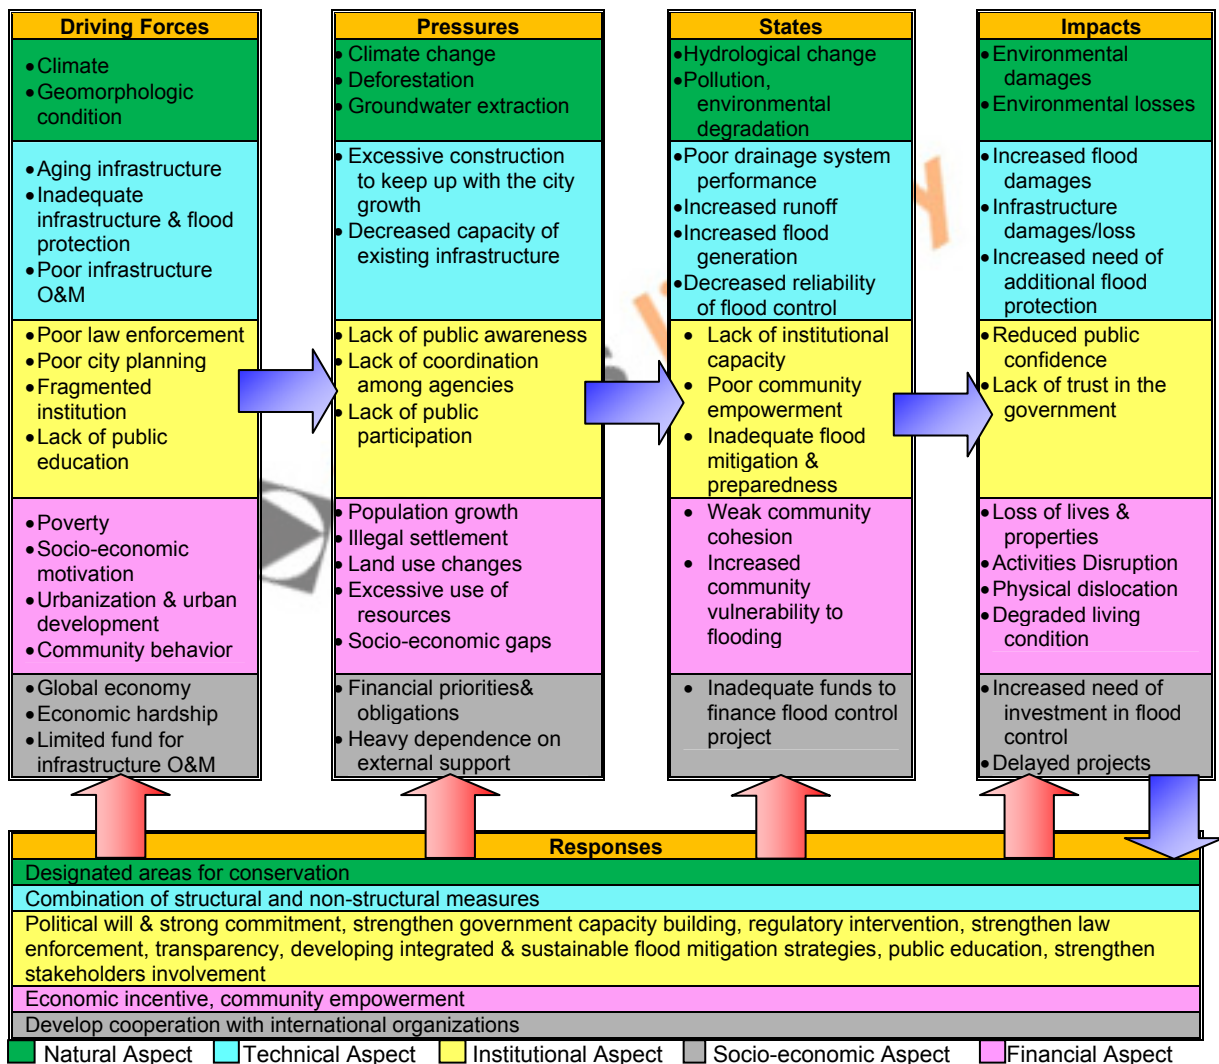 Driving Forces
• Climate
• Geomorphologic
condition
• Aging infrastructure
• Inadequate
infrastructure & flood
protection
• Poor infrastructure
O&M
• Poor law enforcement
• Poor city planning
• Fragmented
institution
• Lack of public
education
• Poverty
• Socio-economic
motivation
• Urbanization & urban
development
• Community behavior
• Global economy
• Economic hardship
• Limited fund for
infrastructure O&M
Pressures
• Climate change
• Deforestation
• Groundwater extraction
• Excessive construction
to keep up with the city
growth
• Decreased capacity of
existing infrastructure
• Lack of public awareness
• Lack of coordination
among agencies
• Lack of public
participation
• Population growth
• Illegal settlement
• Land use changes
• Excessive use of
resources
• Socio-economic gaps
• Financial priorities&
obligations
• Heavy dependence on
external support
States
• Hydrological change
• Pollution,
environmental
degradation
• Poor drainage system
performance
• Increased runoff
• Increased flood
generation
• Decreased reliability
of flood control
• Lack of institutional
capacity
• Poor community
empowerment
• Inadequate flood
mitigation &
preparedness
• Weak community
cohesion
• Increased
community
vulnerability to
flooding
• Inadequate funds to
finance flood control
project
Impacts
• Environmental
damages
• Environmental losses
• Increased flood
damages
• Infrastructure
damages/loss
• Increased need of
additional flood
protection
• Reduced public
confidence
• Lack of trust in the
government
• Loss of lives &
properties
• Activities Disruption
• Physical dislocation
• Degraded living
condition
• Increased need of
investment in flood
control
• Delayed projects
Responses
Designated areas for conservation
Combination of structural and non-structural measures
Political will & strong commitment, strengthen government capacity building, regulatory intervention, strengthen law
enforcement, transparency, developing integrated & sustainable flood mitigation strategies, public education, strengthen
stakeholders involvement
Economic incentive, community empowerment
Develop cooperation with international organizations
Natural Aspect Technical Aspect Institutional Aspect Socio-economic Aspect Financial Aspect